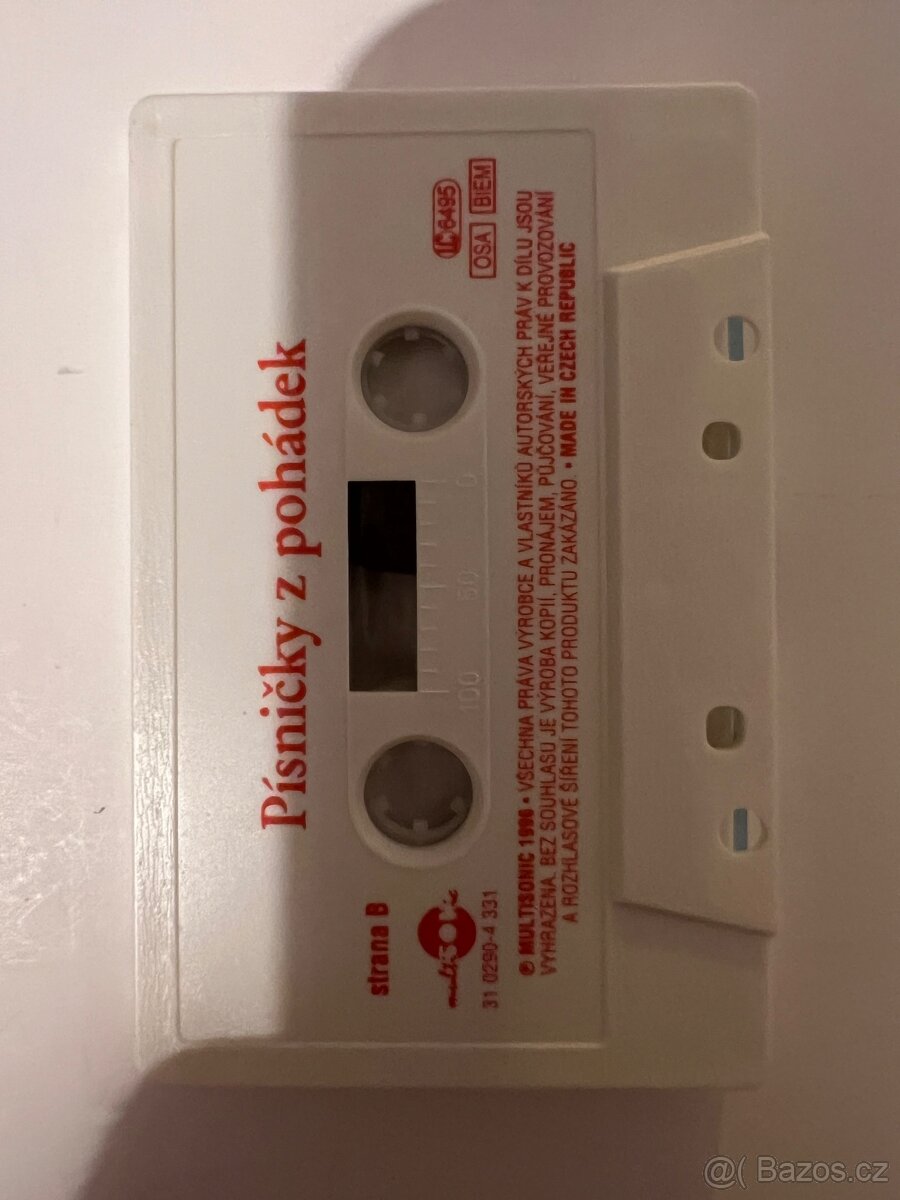 Písničky z pohádek
strana B
multisonic
31 0290-4 331
LC 6495
OSA BIEM
100 50 0
℗ MULTISONIC 1996 • VŠECHNA PRÁVA VÝROBCE A VLASTNÍKŮ AUTORSKÝCH PRÁV K DÍLU JSOU
VYHRAZENA. BEZ SOUHLASU JE VÝROBA KOPIÍ, PRONÁJEM, PŮJČOVÁNÍ, VEŘEJNÉ PROVOZOVÁNÍ
A ROZHLASOVÉ ŠÍŘENÍ TOHOTO PRODUKTU ZAKÁZÁNO. • MADE IN CZECH REPUBLIC
@( Bazos.cz